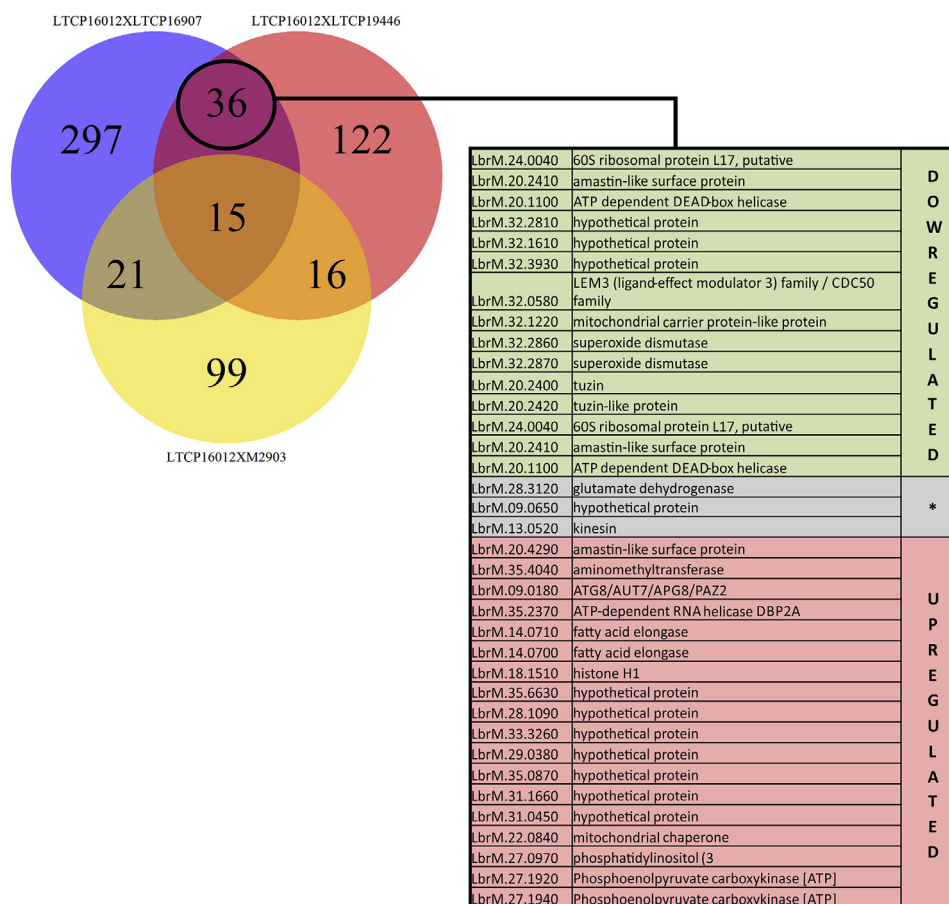 LTCP16012XLTCP16907
LTCP16012XLTCP19446
36
297
122
15
21
16
99
LTCP16012XM2903
LbrM.24.0040 60S ribosomal protein L17, putative
LbrM.20.2410 amastin-like surface protein
LbrM.20.1100 ATP dependent DEAD-box helicase
LbrM.32.2810 hypothetical protein
LbrM.32.1610 hypothetical protein
LbrM.32.3930 hypothetical protein
LEM3 (ligand-effect modulator 3) family / CDC50
LbrM.32.0580 family
LbrM.32.1220 mitochondrial carrier protein-like protein
LbrM.32.2860 superoxide dismutase
LbrM.32.2870 superoxide dismutase
LbrM.20.2400 tuzin
LbrM.20.2420 tuzin-like protein
LbrM.24.0040 60S ribosomal protein L17, putative
LbrM.20.2410 amastin-like surface protein
LbrM.20.1100 ATP dependent DEAD-box helicase
DOWREGULATED
LbrM.28.3120 glutamate dehydrogenase
LbrM.09.0650 hypothetical protein
LbrM.13.0520 kinesin
*
LbrM.20.4290 amastin-like surface protein
LbrM.35.4040 aminomethyltransferase
LbrM.09.0180 ATG8/AUT7/APG8/PAZ2
LbrM.35.2370 ATP-dependent RNA helicase DBP2A
LbrM.14.0710 fatty acid elongase
LbrM.14.0700 fatty acid elongase
LbrM.18.1510 histone H1
LbrM.35.6630 hypothetical protein
LbrM.28.1090 hypothetical protein
LbrM.33.3260 hypothetical protein
LbrM.29.0380 hypothetical protein
LbrM.35.0870 hypothetical protein
LbrM.31.1660 hypothetical protein
LbrM.31.0450 hypothetical protein
LbrM.22.0840 mitochondrial chaperone
LbrM.27.0970 phosphatidylinositol (3
LbrM.27.1920 Phosphoenolpyruvate carboxykinase [ATP]
LbrM.27.1940 Phosphoenolpyruvate carboxykinase [ATP]
UPREGULATED